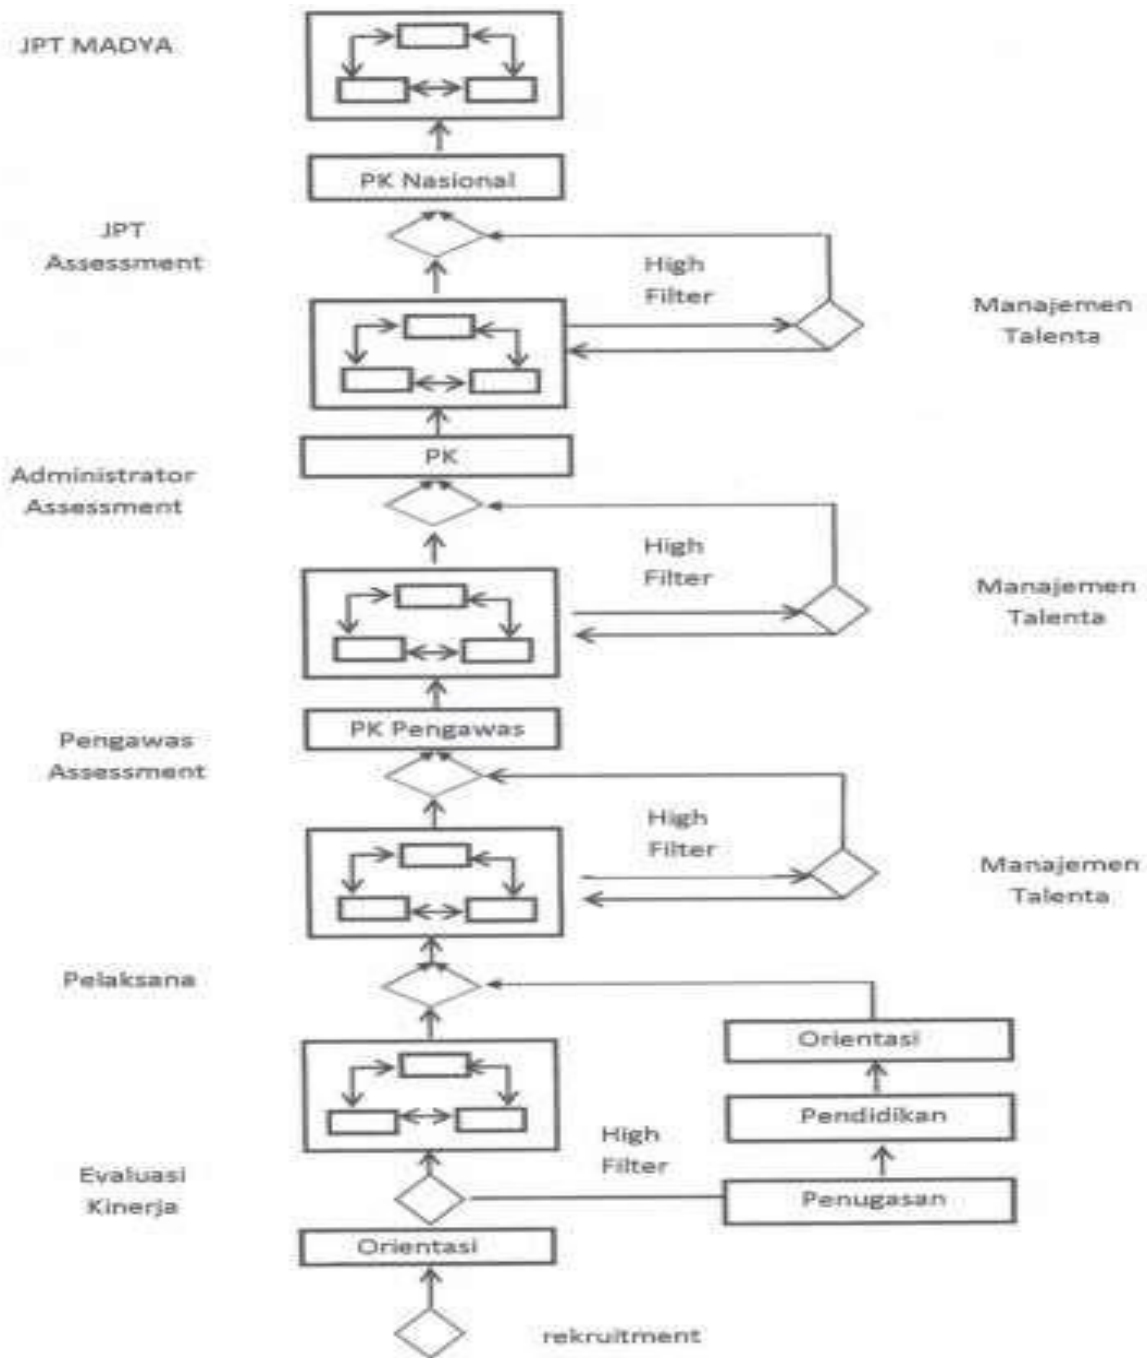 JPT MADYA
PK Nasional
JPT
Assessment
High
Filter
Manajemen
Talenta
PK
Administrator
Assessment
High
Filter
Manajemen
Talenta
PK Pengawas
Pengawas
Assessment
High
Filter
Manajemen
Talenta
Pelaksana
Orientasi
Pendidikan
High
Filter
Penugasan
Evaluasi
Kinerja
Orientasi
rekruitment